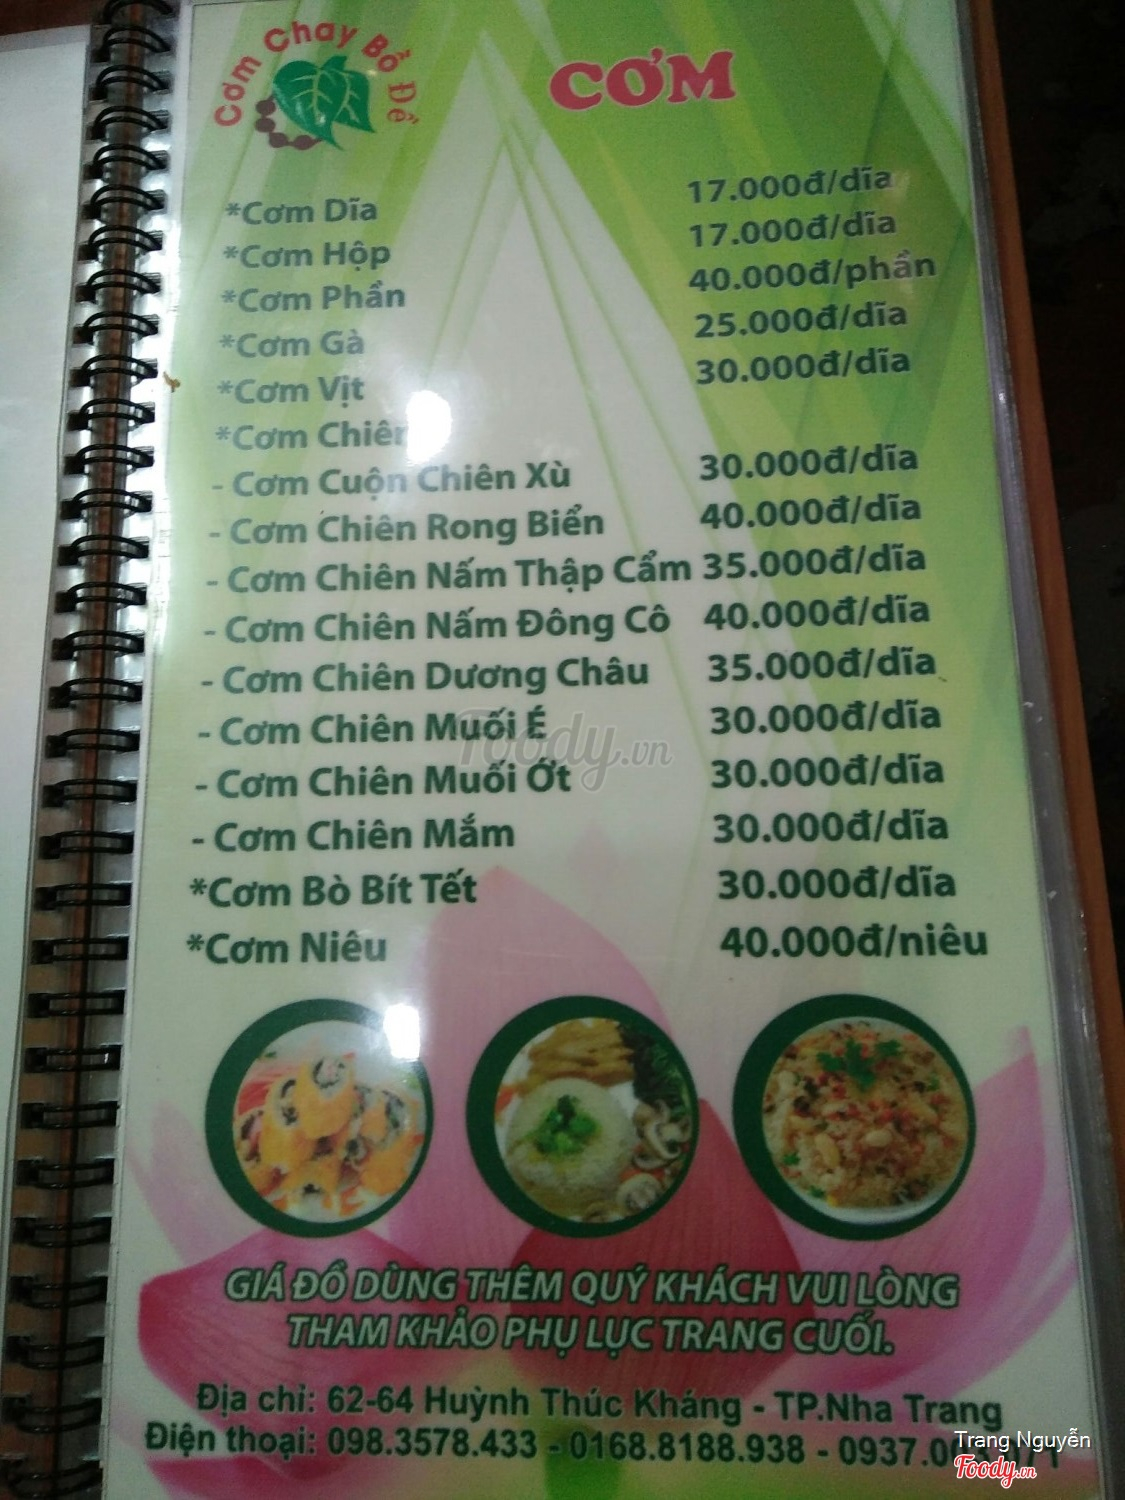 Cơm Chay Bồ Đề
CƠM
*Cơm Dĩa 17.000đ/dĩa
*Cơm Hộp 17.000đ/dĩa
*Cơm Phần 40.000đ/phần
*Cơm Gà 25.000đ/dĩa
*Cơm Vịt 30.000đ/dĩa
*Cơm Chiên
- Cơm Cuộn Chiên Xù 30.000đ/dĩa
- Cơm Chiên Rong Biển 40.000đ/dĩa
- Cơm Chiên Nấm Thập Cẩm 35.000đ/dĩa
- Cơm Chiên Nấm Đông Cô 40.000đ/dĩa
- Cơm Chiên Dương Châu 35.000đ/dĩa
- Cơm Chiên Muối É 30.000đ/dĩa
- Cơm Chiên Muối Ớt 30.000đ/dĩa
- Cơm Chiên Mắm 30.000đ/dĩa
*Cơm Bò Bít Tết 30.000đ/dĩa
*Cơm Niêu 40.000đ/niêu
Foody.vn
GIÁ ĐỒ DÙNG THÊM QUÝ KHÁCH VUI LÒNG
THAM KHẢO PHỤ LỤC TRANG CUỐI.
Địa chỉ: 62-64 Huỳnh Thúc Kháng - TP.Nha Trang
Điện thoại: 098.3578.433 - 0168.8188.938 -
Trang Nguyễn
Foody.vn